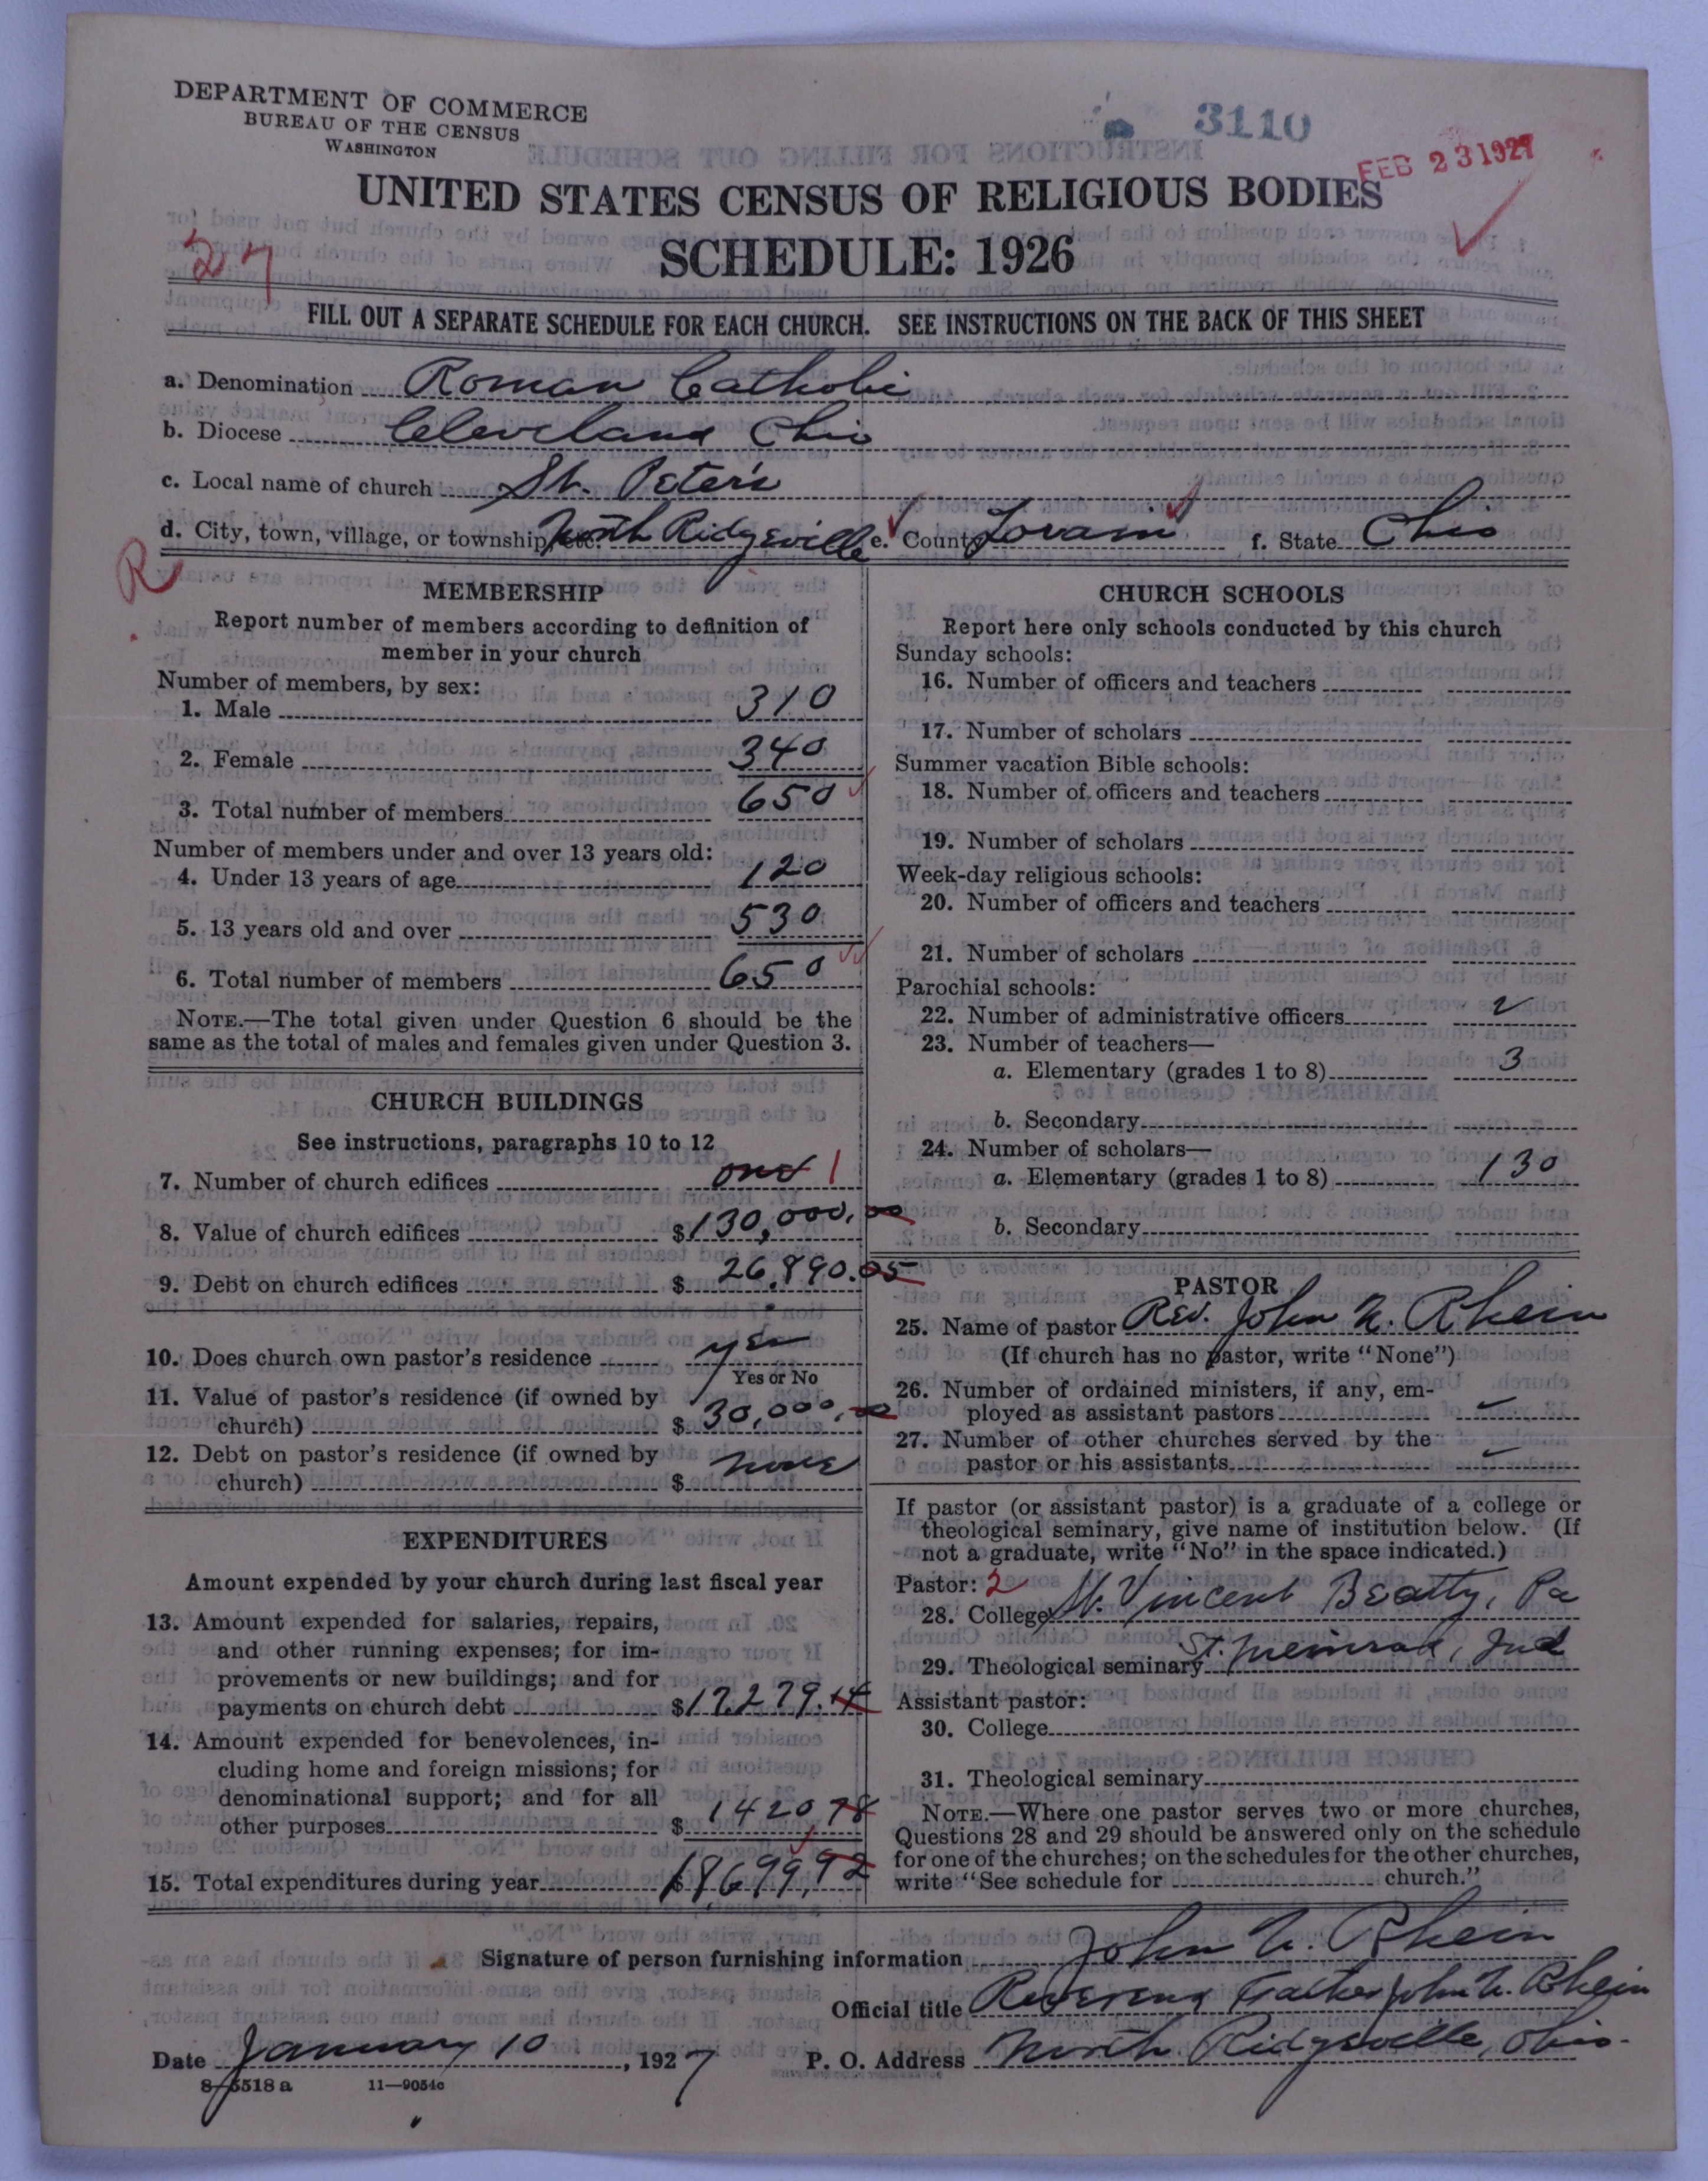 DEPARTMENT OF COMMERCE
BUREAU OF THE CENSUS
WASHINGTON
3110
FEB 23 1927
UNITED STATES CENSUS OF RELIGIOUS BODIES
SCHEDULE: 1926
27
FILL OUT A SEPARATE SCHEDULE FOR EACH CHURCH. SEE INSTRUCTIONS ON THE BACK OF THIS SHEET
a. Denomination Roman Catholic
b. Diocese Cleveland Ohio
c. Local name of church St. Peter's
d. City, town, village, or township, etc. North Ridgeville e. County Lorain f. State Ohio
R
MEMBERSHIP
Report number of members according to definition of
member in your church
Number of members, by sex:
1. Male 310
2. Female 340
3. Total number of members 650
Number of members under and over 13 years old:
4. Under 13 years of age 120
5. 13 years old and over 530
6. Total number of members 650
NOTE.—The total given under Question 6 should be the
same as the total of males and females given under Question 3.
CHURCH BUILDINGS
See instructions, paragraphs 10 to 12
7. Number of church edifices one 1
8. Value of church edifices $130,000.00
9. Debt on church edifices $ 26,890.05
10. Does church own pastor's residence yes
Yes or No
11. Value of pastor's residence (if owned by
church) $ 30,000.00
12. Debt on pastor's residence (if owned by
church) $ none
EXPENDITURES
Amount expended by your church during last fiscal year
13. Amount expended for salaries, repairs,
and other running expenses; for im-
provements or new buildings; and for
payments on church debt $17,279.14
14. Amount expended for benevolences, in-
cluding home and foreign missions; for
denominational support; and for all
other purposes $ 1420,78
15. Total expenditures during year $ 18699,92
CHURCH SCHOOLS
Report here only schools conducted by this church
Sunday schools:
16. Number of officers and teachers
17. Number of scholars
Summer vacation Bible schools:
18. Number of officers and teachers
19. Number of scholars
Week-day religious schools:
20. Number of officers and teachers
21. Number of scholars
Parochial schools:
22. Number of administrative officers 2
23. Number of teachers—
a. Elementary (grades 1 to 8) 3
b. Secondary
24. Number of scholars—
a. Elementary (grades 1 to 8) 130
b. Secondary
PASTOR
25. Name of pastor Rev. John N. Rhein
(If church has no pastor, write "None")
26. Number of ordained ministers, if any, em-
ployed as assistant pastors
27. Number of other churches served by the
pastor or his assistants
If pastor (or assistant pastor) is a graduate of a college or
theological seminary, give name of institution below. (If
not a graduate, write "No" in the space indicated.)
Pastor: 2
28. College St. Vincent Beatty, Pa
29. Theological seminary St. Meinrad, Ind
Assistant pastor:
30. College
31. Theological seminary
NOTE.—Where one pastor serves two or more churches,
Questions 28 and 29 should be answered only on the schedule
for one of the churches; on the schedules for the other churches,
write "See schedule for church."
Signature of person furnishing information John N. Rhein
Official title Reverend Father John N. Rhein
Date January 10, 1927 P. O. Address North Ridgeville, Ohio.
8—5518 a 11—9054c